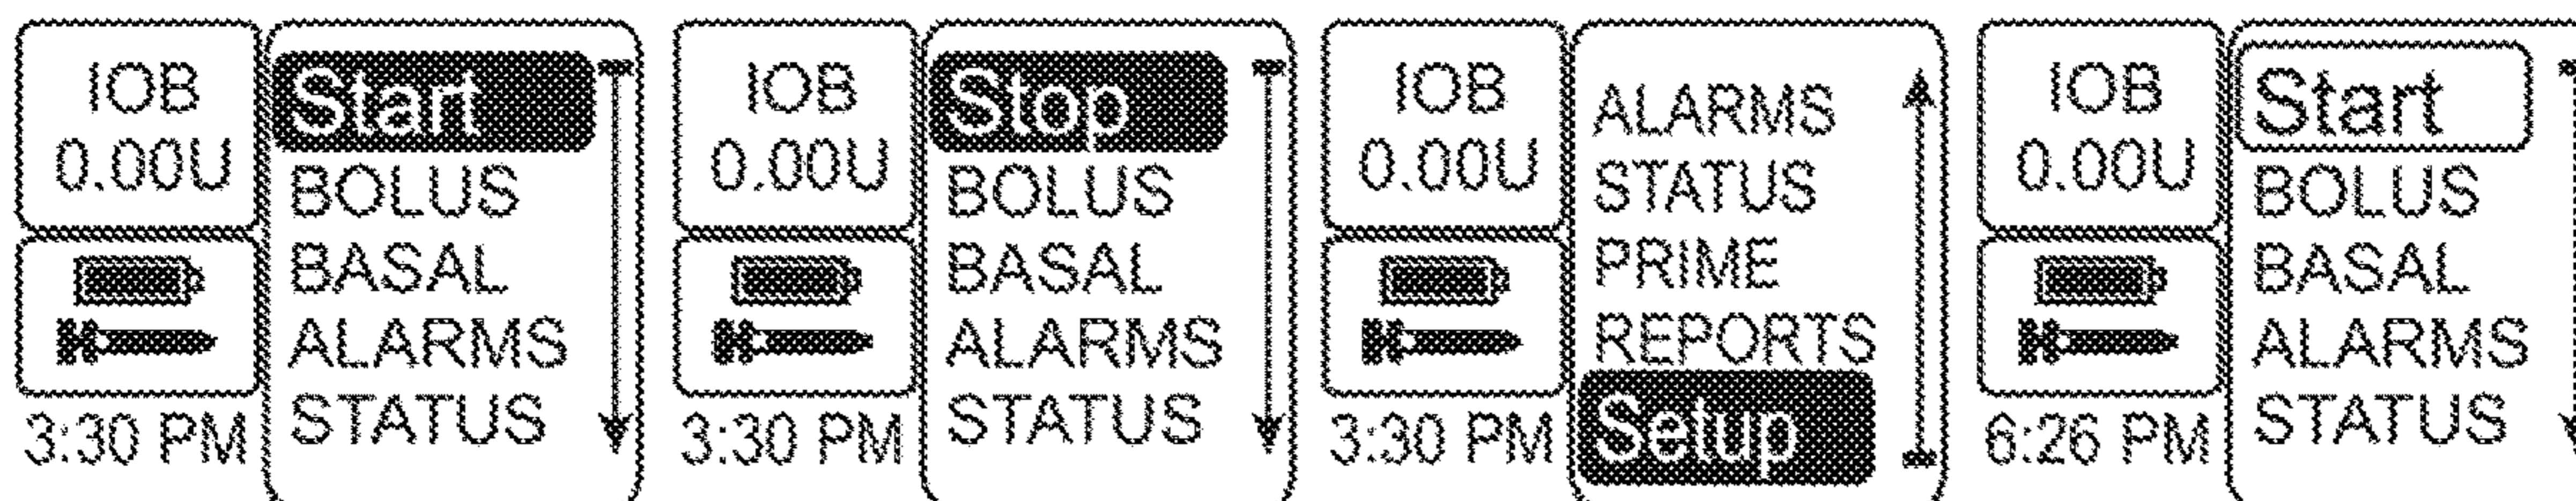 IOB
0.00U
3:30 PM
Start
BOLUS
BASAL
ALARMS
STATUS
IOB
0.00U
3:30 PM
Stop
BOLUS
BASAL
ALARMS
STATUS
IOB
0.00U
3:30 PM
ALARMS
STATUS
PRIME
REPORTS
Setup
IOB
0.00U
6:26 PM
Start
BOLUS
BASAL
ALARMS
STATUS